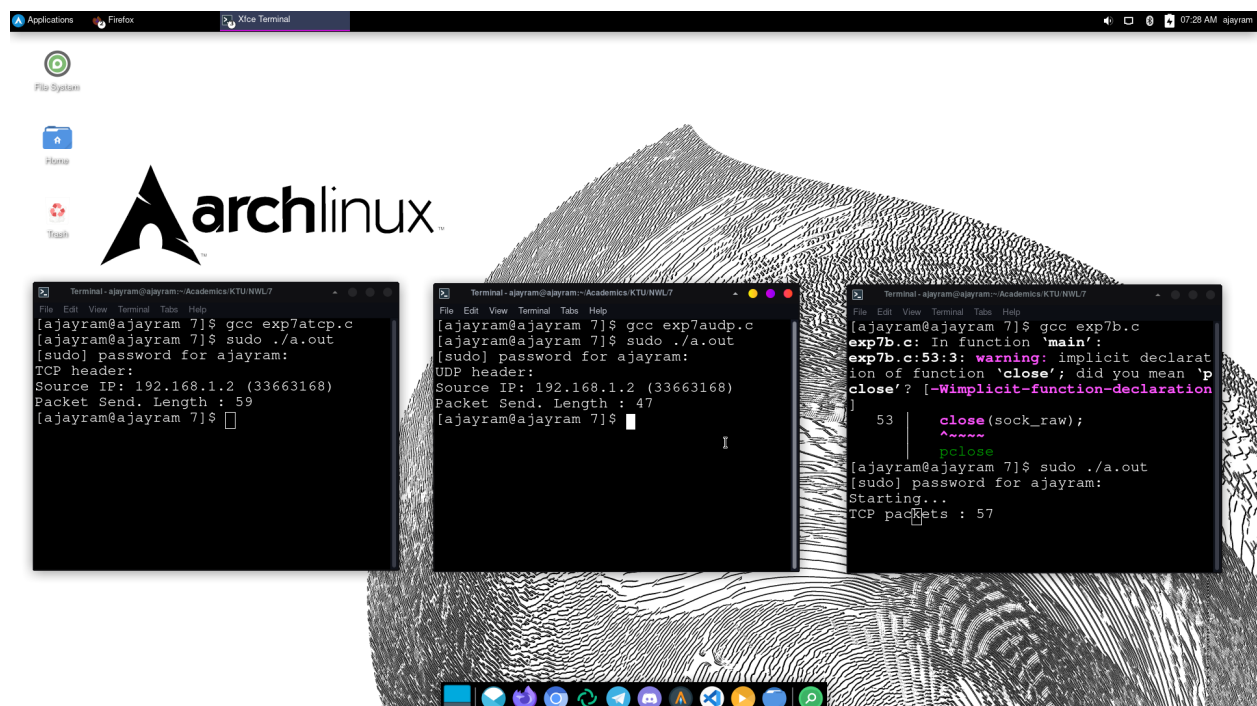 Applications
Firefox
Xfce Terminal
07:28 AM ajayram
File System
Home
Trash
archlinux
TM
TM
Terminal - ajayram@ajayram:~/Academics/KTU/NWL/7
File Edit View Terminal Tabs Help
[ajayram@ajayram 7]$ gcc exp7atcp.c
[ajayram@ajayram 7]$ sudo ./a.out
[sudo] password for ajayram:
TCP header:
Source IP: 192.168.1.2 (33663168)
Packet Send. Length : 59
[ajayram@ajayram 7]$
Terminal - ajayram@ajayram:~/Academics/KTU/NWL/7
File Edit View Terminal Tabs Help
[ajayram@ajayram 7]$ gcc exp7audp.c
[ajayram@ajayram 7]$ sudo ./a.out
[sudo] password for ajayram:
UDP header:
Source IP: 192.168.1.2 (33663168)
Packet Send. Length : 47
[ajayram@ajayram 7]$
Terminal - ajayram@ajayram:~/Academics/KTU/NWL/7
File Edit View Terminal Tabs Help
[ajayram@ajayram 7]$ gcc exp7b.c
exp7b.c: In function ‘main’:
exp7b.c:53:3: warning: implicit declarat
ion of function ‘close’; did you mean ‘p
close’? [-Wimplicit-function-declaration
]
53 | close(sock_raw);
| ^~~~~
| pclose
[ajayram@ajayram 7]$ sudo ./a.out
[sudo] password for ajayram:
Starting...
TCP packets : 57